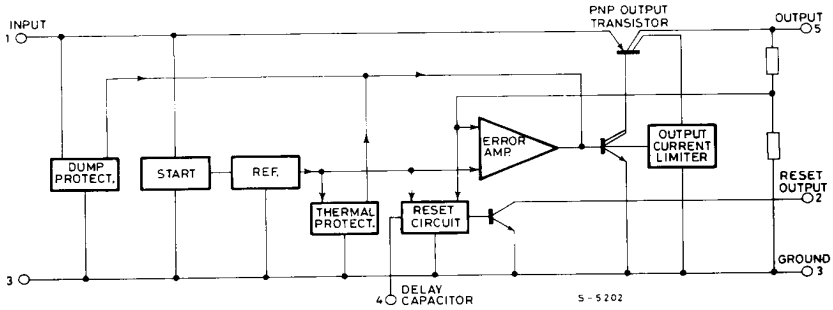 PNP OUTPUT
TRANSISTOR
INPUT
1
OUTPUT
5
ERROR
AMP.
DUMP
PROTECT.
START
REF.
OUTPUT
CURRENT
LIMITER
THERMAL
PROTECT.
RESET
CIRCUIT
RESET
OUTPUT
2
3
GROUND
3
4
DELAY
CAPACITOR
S-5202